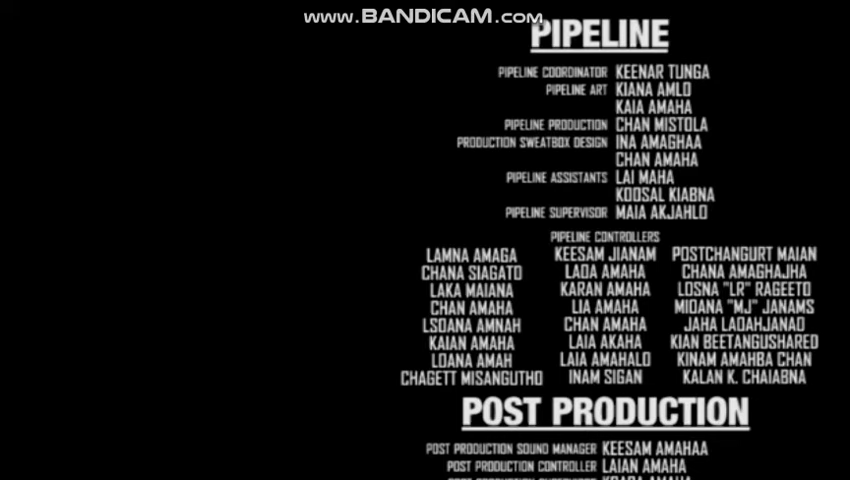 www.BANDICAM.com
PIPELINE
PIPELINE COORDINATOR KEENAR TUNGA
PIPELINE ART KIANA AMLO
KAIA AMAHA
PIPELINE PRODUCTION CHAN MISTOLA
PRODUCTION SWEATBOX DESIGN INA AMAGHAA
CHAN AMAHA
PIPELINE ASSISTANTS LAI MAHA
KOOSAL KIABNA
PIPELINE SUPERVISOR MAIA AKJAHLO
PIPELINE CONTROLLERS
LAMNA AMAGA KEESAM JIANAM POSTCHANGURT MAIAN
CHANA SIAGATO LAOA AMAHA CHANA AMAGHAJHA
LAKA MAIANA KARAN AMAHA LOSNA "LR" RAGEETO
CHAN AMAHA LIA AMAHA MIOANA "MJ" JANAMS
LSOANA AMNAH CHAN AMAHA JAHA LAOAHJANAO
KAIAN AMAHA LAIA AKAHA KIAN BEETANGUSHARED
LOANA AMAH LAIA AMAHALO KINAM AMAHBA CHAN
CHAGETT MISANGUTHO INAM SIGAN KALAN K. CHAIABNA
POST PRODUCTION
POST PRODUCTION SOUND MANAGER KEESAM AMAHAA
POST PRODUCTION CONTROLLER LAIAN AMAHA